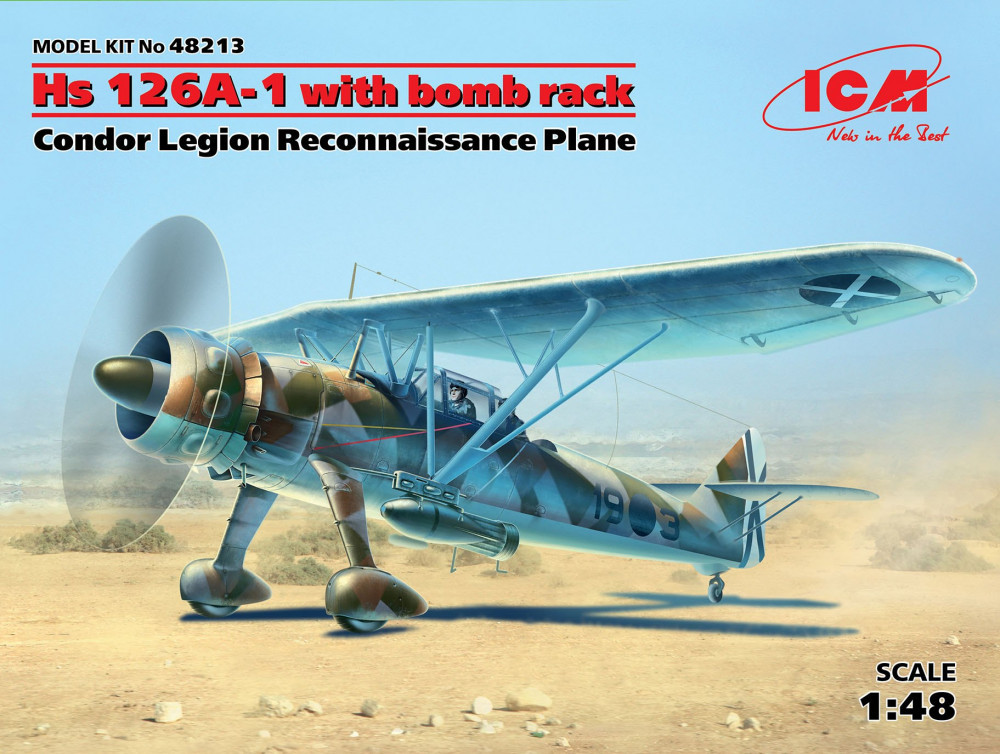 MODEL KIT No 48213
Hs 126A-1 with bomb rack
Condor Legion Reconnaissance Plane
ICM
New in the Best
19 3
SCALE
1:48